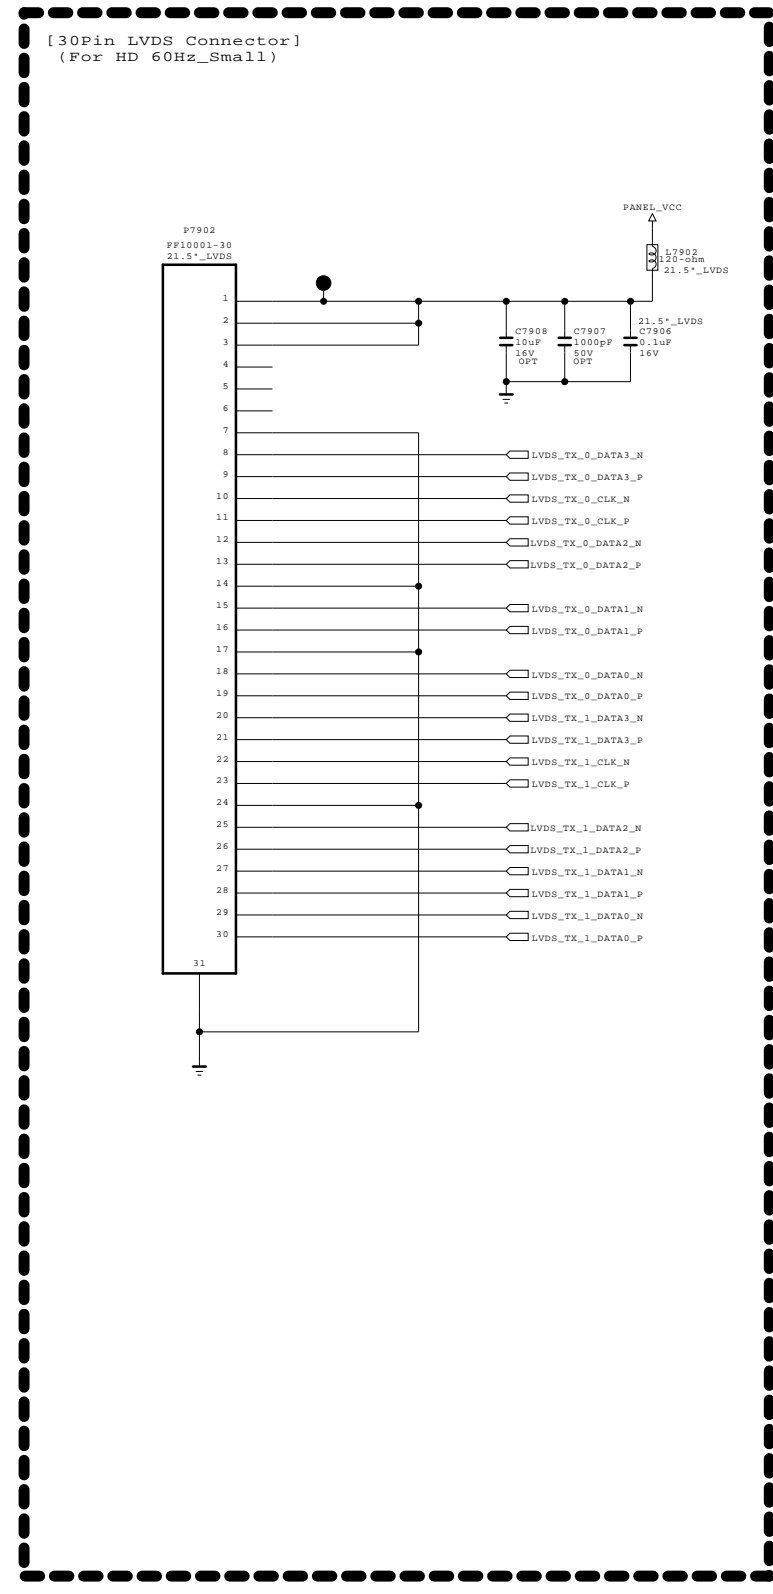 [30Pin LVDS Connector]
(For HD 60Hz_Small)
PANEL_VCC
P7902
FF10001-30
21.5"_LVDS
L7902
120-ohm
21.5"_LVDS
1
2
3
4
5
6
7
C7908
10uF
16V
OPT
C7907
1000pF
50V
OPT
21.5"_LVDS
C7906
0.1uF
16V
8 LVDS_TX_0_DATA3_N
9 LVDS_TX_0_DATA3_P
10 LVDS_TX_0_CLK_N
11 LVDS_TX_0_CLK_P
12 LVDS_TX_0_DATA2_N
13 LVDS_TX_0_DATA2_P
14
15 LVDS_TX_0_DATA1_N
16 LVDS_TX_0_DATA1_P
17
18 LVDS_TX_0_DATA0_N
19 LVDS_TX_0_DATA0_P
20 LVDS_TX_1_DATA3_N
21 LVDS_TX_1_DATA3_P
22 LVDS_TX_1_CLK_N
23 LVDS_TX_1_CLK_P
24
25 LVDS_TX_1_DATA2_N
26 LVDS_TX_1_DATA2_P
27 LVDS_TX_1_DATA1_N
28 LVDS_TX_1_DATA1_P
29 LVDS_TX_1_DATA0_N
30 LVDS_TX_1_DATA0_P
31